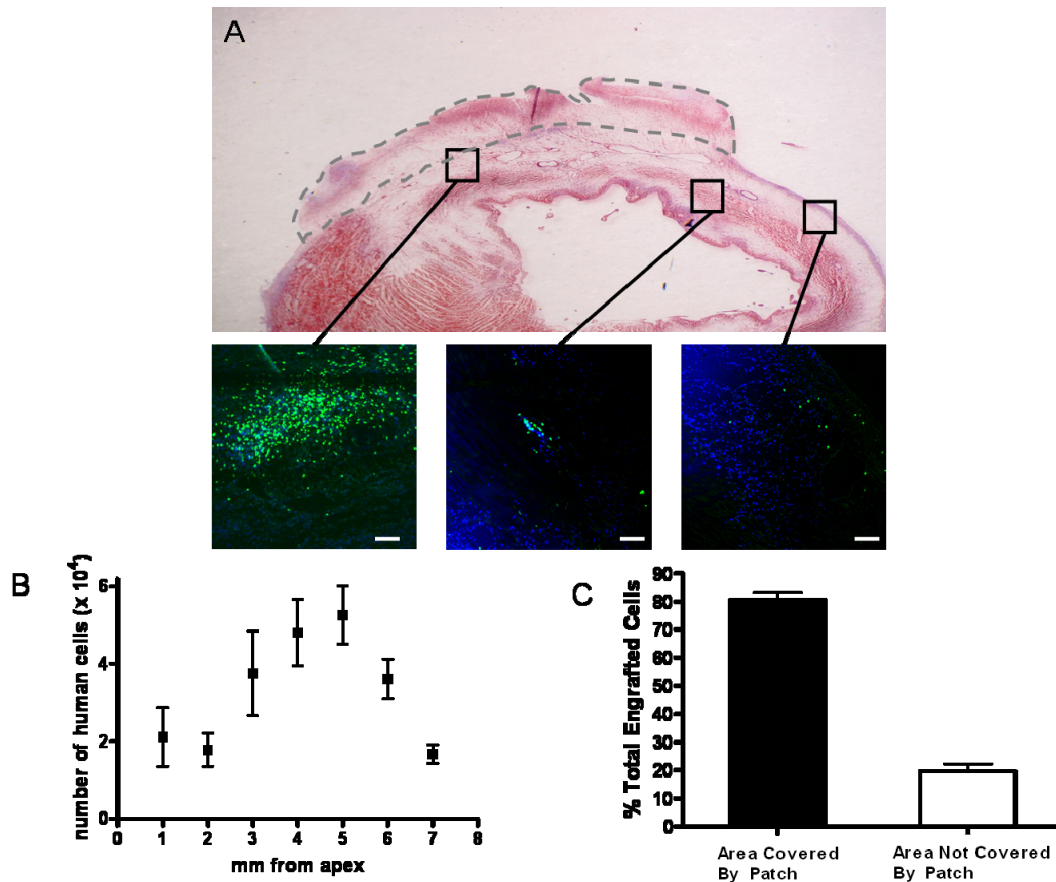 A
B
number of human cells (x 10⁴)
6
4
2
0
0 1 2 3 4 5 6 7 8
mm from apex
C
% Total Engrafted Cells
90
80
70
60
50
40
30
20
10
0
Area Covered
By Patch
Area Not Covered
By Patch